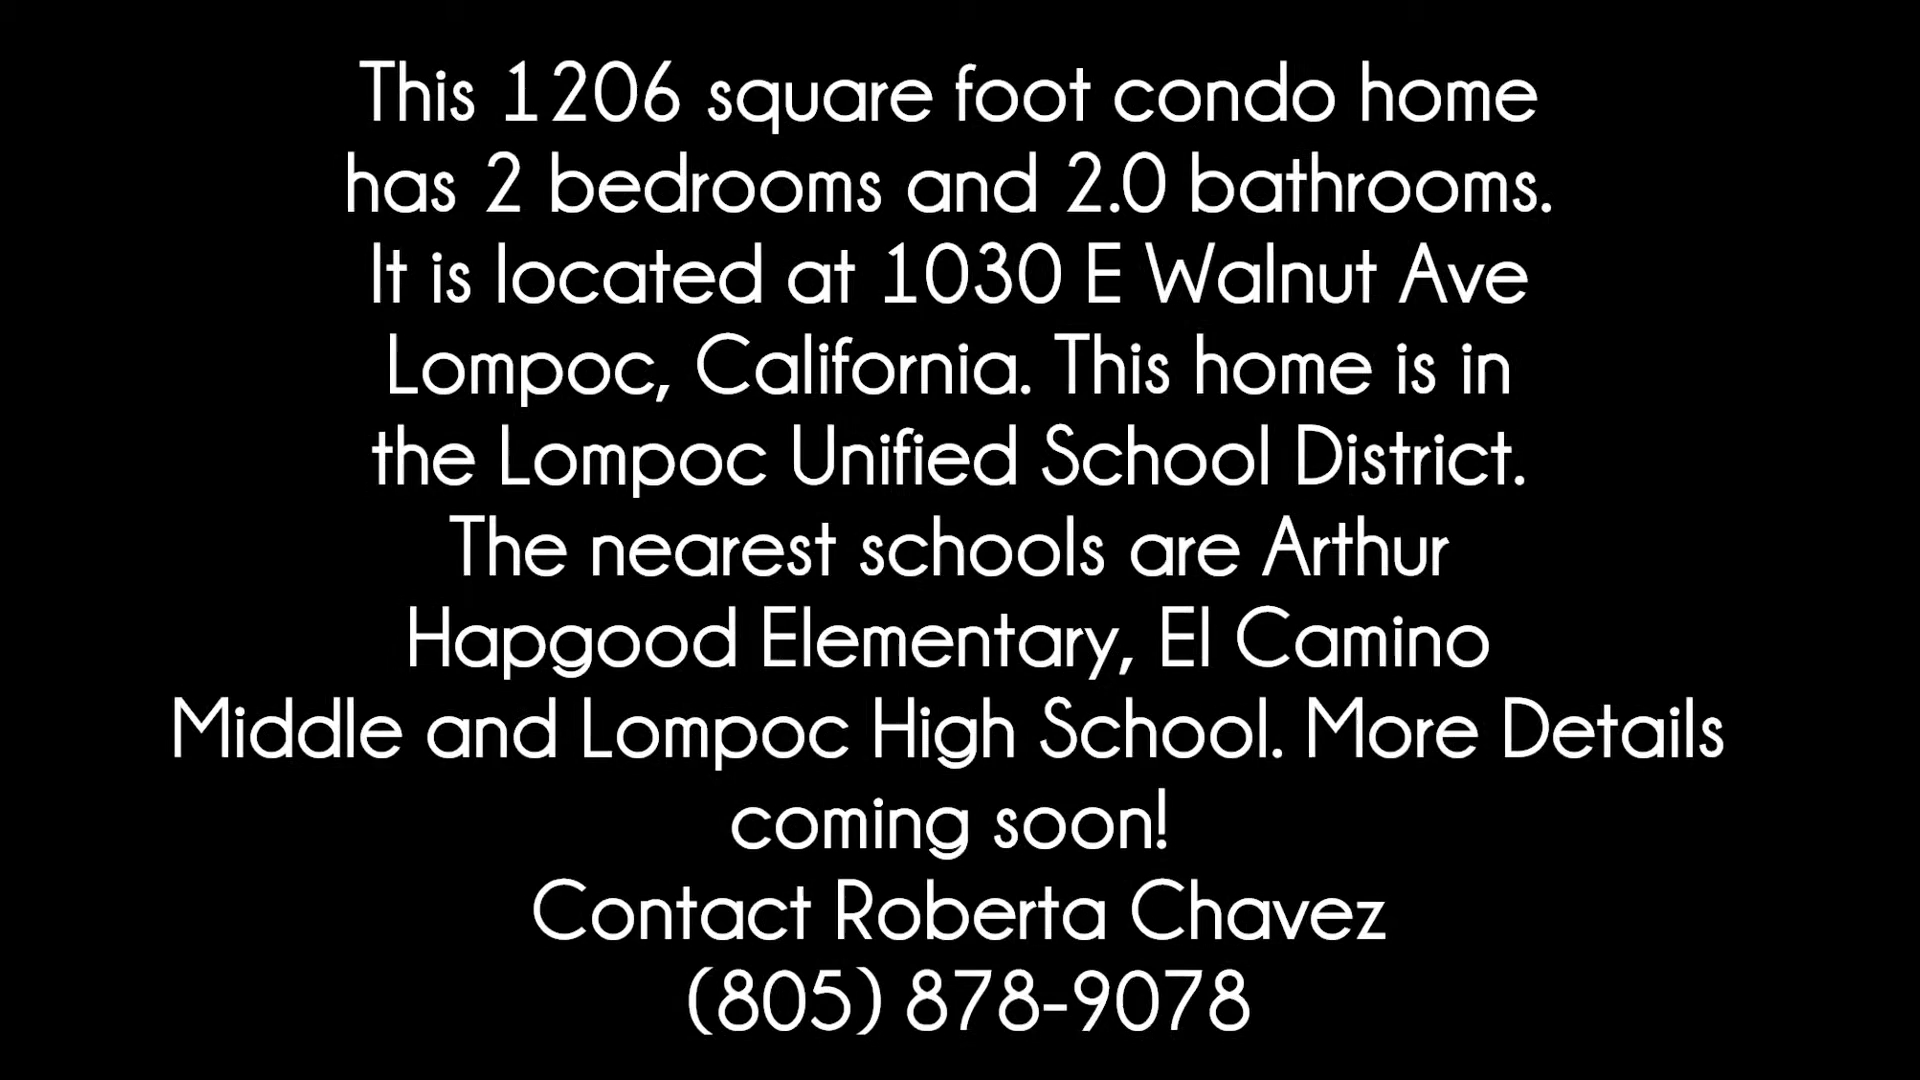 This 1206 square foot condo home
has 2 bedrooms and 2.0 bathrooms.
It is located at 1030 E Walnut Ave
Lompoc, California. This home is in
the Lompoc Unified School District.
The nearest schools are Arthur
Hapgood Elementary, El Camino
Middle and Lompoc High School. More Details
coming soon!
Contact Roberta Chavez
(805) 878-9078